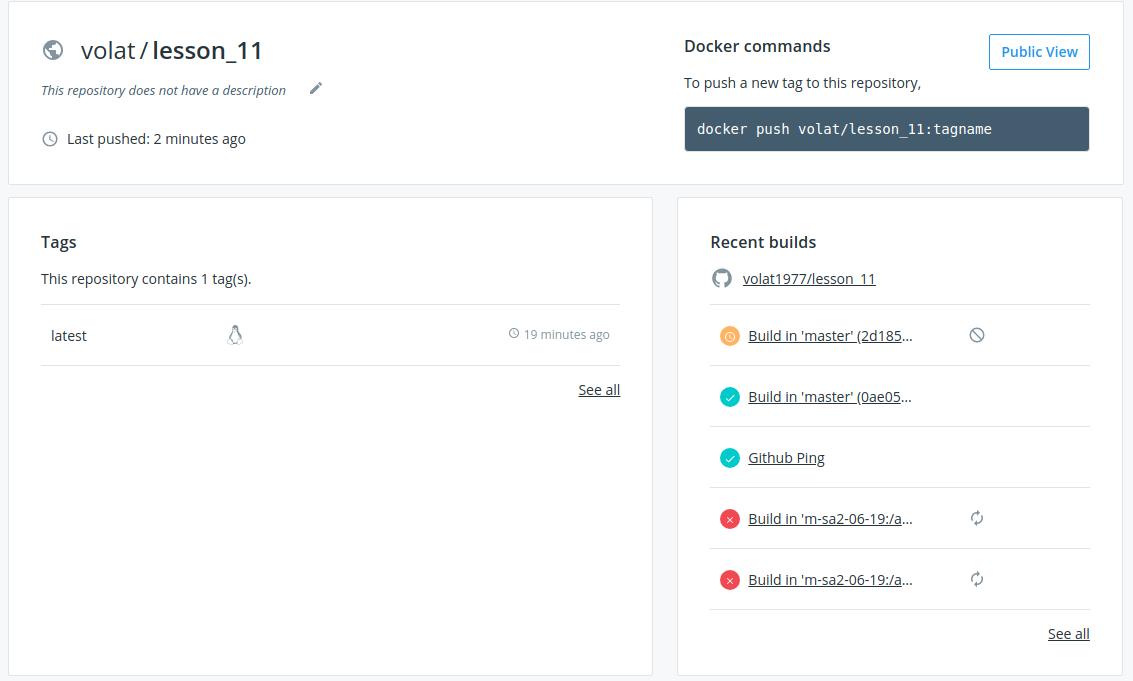 volat / lesson_11
This repository does not have a description
Last pushed: 2 minutes ago
Docker commands
Public View
To push a new tag to this repository,
docker push volat/lesson_11:tagname
Tags
This repository contains 1 tag(s).
latest
19 minutes ago
See all
Recent builds
volat1977/lesson_11
Build in 'master' (2d185...
Build in 'master' (0ae05...
Github Ping
Build in 'm-sa2-06-19:/a...
Build in 'm-sa2-06-19:/a...
See all